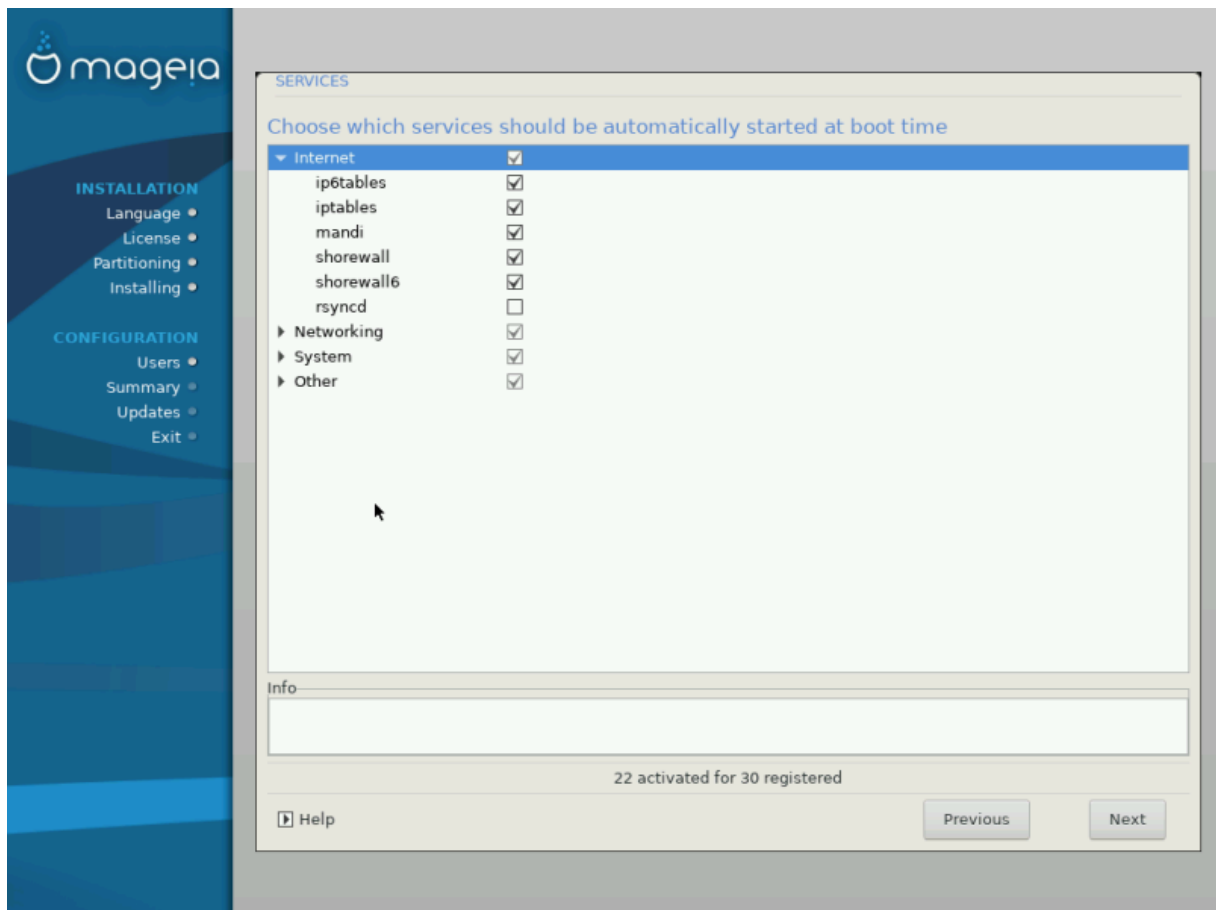 mageia
INSTALLATION
Language
License
Partitioning
Installing
CONFIGURATION
Users
Summary
Updates
Exit
SERVICES
Choose which services should be automatically started at boot time
Internet
ip6tables
iptables
mandi
shorewall
shorewall6
rsyncd
Networking
System
Other
Info
22 activated for 30 registered
Help
Previous
Next